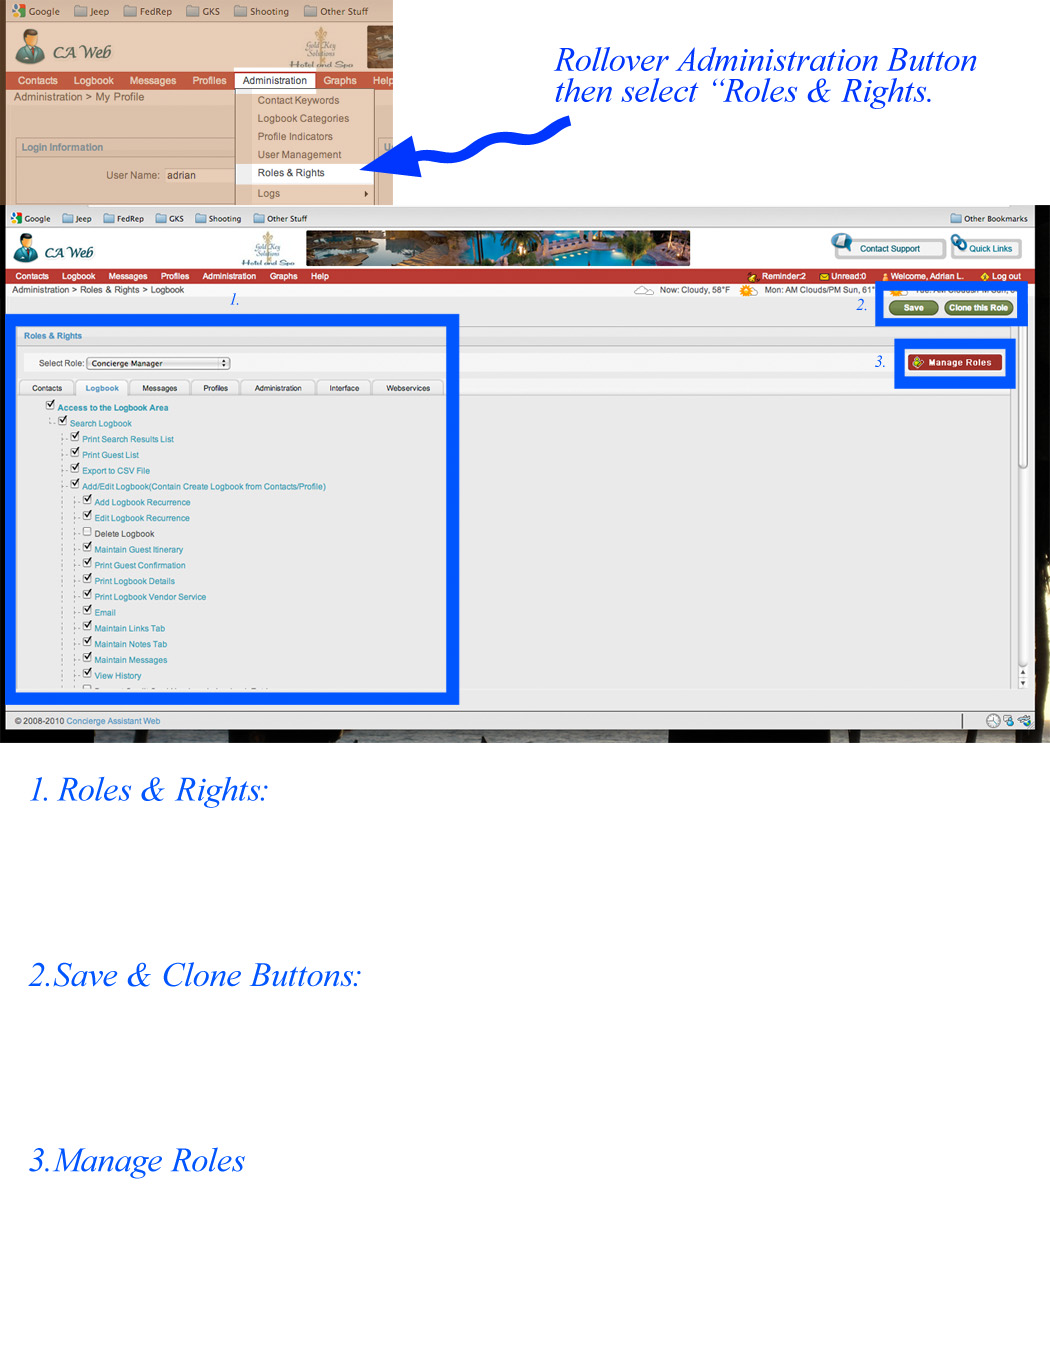 Google Jeep FedRep GKS Shooting Other Stuff
CA Web
Gold Key
Solutions
Hotel and Spa
Contacts Logbook Messages Profiles Administration Graphs Help
Administration > My Profile
Contact Keywords
Logbook Categories
Profile Indicators
User Management
Roles & Rights
Logs
Login Information
User Name: adrian
Rollover Administration Button
then select “Roles & Rights.
Google Jeep FedRep GKS Shooting Other Stuff Other Bookmarks
CA Web
Gold Key
Solutions
Hotel and Spa
Contact Support Quick Links
Contacts Logbook Messages Profiles Administration Graphs Help Reminder:2 Unread:0 Welcome, Adrian L. Log out
Administration > Roles & Rights > Logbook
Now: Cloudy, 58°F Mon: AM Clouds/PM Sun, 61°
1.
2.
Save Clone this Role
Roles & Rights
Select Role: Concierge Manager
3.
Manage Roles
Contacts Logbook Messages Profiles Administration Interface Webservices
Access to the Logbook Area
Search Logbook
Print Search Results List
Print Guest List
Export to CSV File
Add/Edit Logbook(Contain Create Logbook from Contacts/Profile)
Add Logbook Recurrence
Edit Logbook Recurrence
Delete Logbook
Maintain Guest Itinerary
Print Guest Confirmation
Print Logbook Details
Print Logbook Vendor Service
Email
Maintain Links Tab
Maintain Notes Tab
Maintain Messages
View History
© 2008-2010 Concierge Assistant Web
1. Roles & Rights:
2.Save & Clone Buttons:
3.Manage Roles